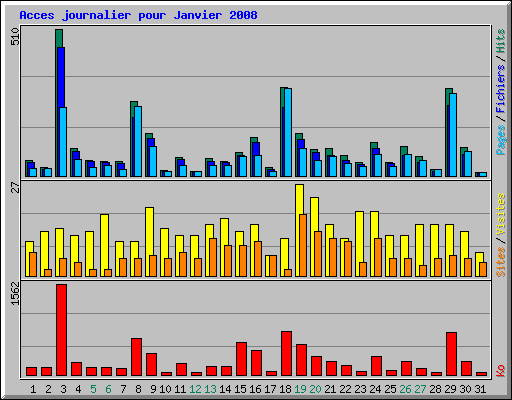 Acces journalier pour Janvier 2008
510
Pages / Fichiers / Hits
27
Sites / Visites
1562
Ko
1 2 3 4 5 6 7 8 9 10 11 12 13 14 15 16 17 18 19 20 21 22 23 24 25 26 27 28 29 30 31